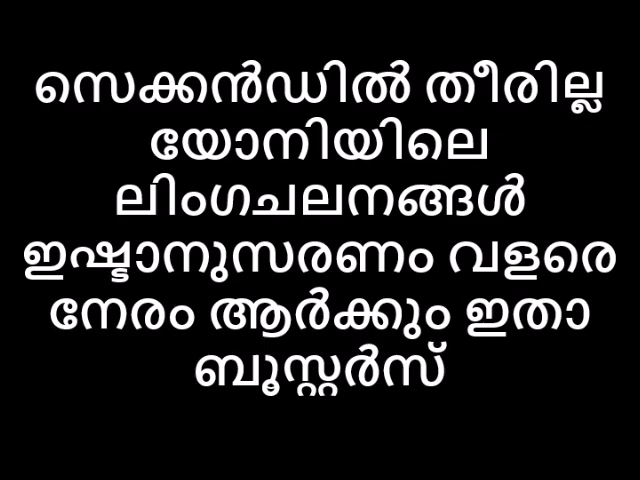 സെക്കൻഡിൽ തീരില്ല
യോനിയിലെ
ലിംഗചലനങ്ങൾ
ഇഷ്ടാനുസരണം വളരെ
നേരം ആർക്കും ഇതാ
ബൂസ്റ്റർസ്